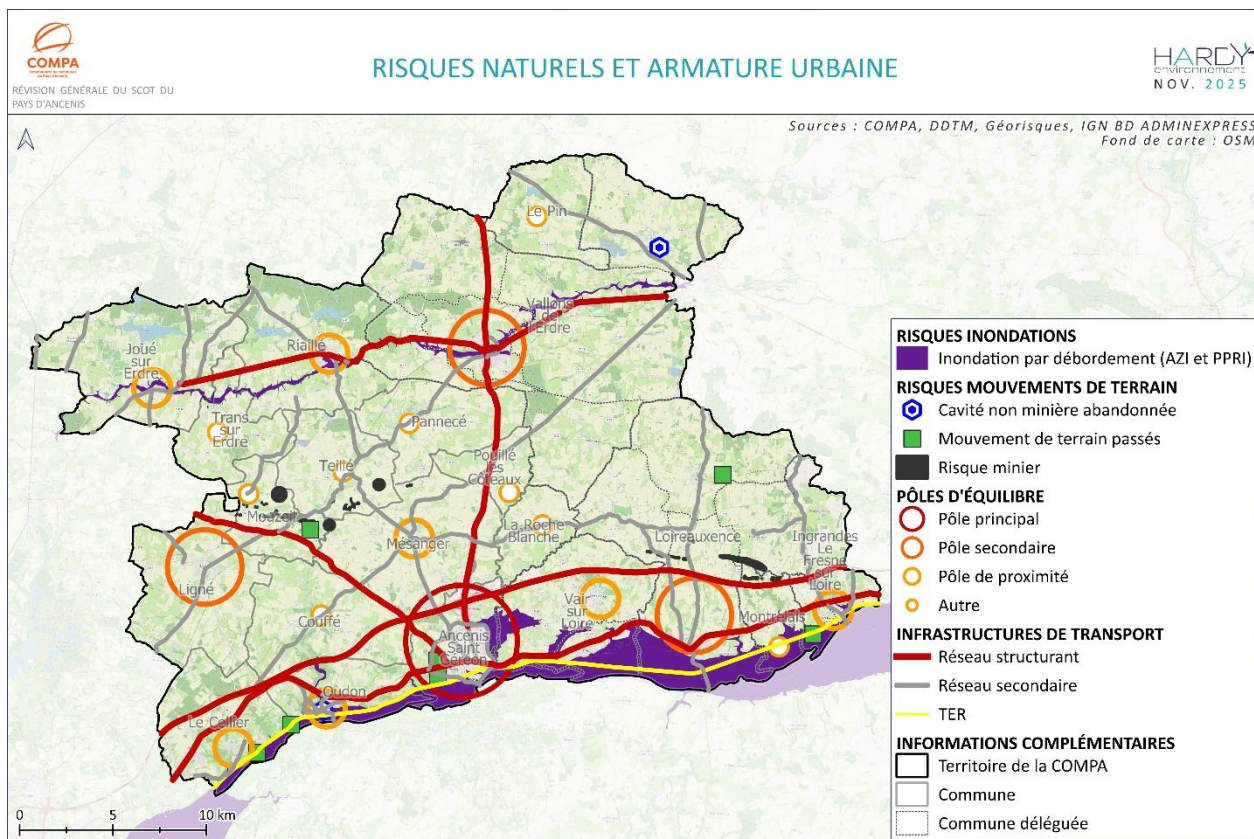 COMPA
Communauté de communes
du Pays d'Ancenis
RÉVISION GÉNÉRALE DU SCOT DU
PAYS D'ANCENIS
RISQUES NATURELS ET ARMATURE URBAINE
HARDY
environnement
NOV. 2025
Sources : COMPA, DDTM, Géorisques, IGN BD ADMINEXPRESS
Fond de carte : OSM
Le Pin
Vallons
de
l'Erdre
Riaillé
Joué
sur
Erdre
Trans
sur
Erdre
Pannecé
Teillé
Pouillé
les
Côteaux
Mouzeil
Mésanger
La Roche
Blanche
Loireauxence
Ingrandes
Le
Fresne
sur
Loire
Ligné
Couffé
Vair
sur
Loire
Montrelais
Ancenis
Saint
Géréon
Oudon
Le Cellier
0 5 10 km
RISQUES INONDATIONS
Inondation par débordement (AZI et PPRI)
RISQUES MOUVEMENTS DE TERRAIN
Cavité non minière abandonnée
Mouvement de terrain passés
Risque minier
PÔLES D'ÉQUILIBRE
Pôle principal
Pôle secondaire
Pôle de proximité
Autre
INFRASTRUCTURES DE TRANSPORT
Réseau structurant
Réseau secondaire
TER
INFORMATIONS COMPLÉMENTAIRES
Territoire de la COMPA
Commune
Commune déléguée